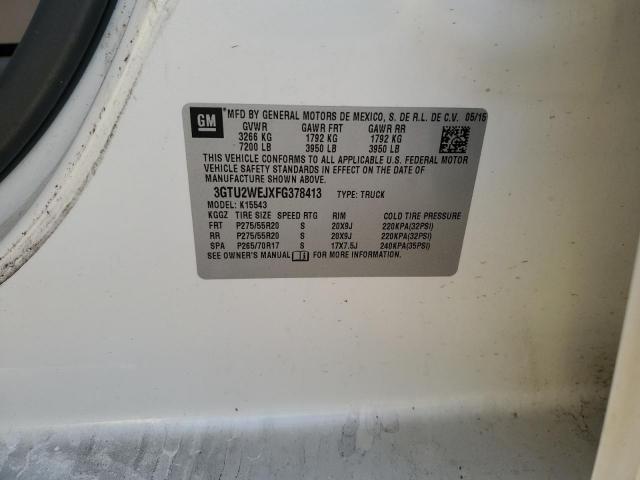 GM MFD BY GENERAL MOTORS DE MEXICO, S. DE R.L. DE C.V. 05/15
GVWR GAWR FRT GAWR RR
3266 KG 1792 KG 1792 KG
7200 LB 3950 LB 3950 LB
THIS VEHICLE CONFORMS TO ALL APPLICABLE U.S. FEDERAL MOTOR
VEHICLE SAFETY STANDARDS IN EFFECT ON THE DATE OF
MANUFACTURE SHOWN ABOVE.
3GTU2WEJXFG378413 TYPE: TRUCK
MODEL: K15543
KGGZ TIRE SIZE SPEED RTG RIM COLD TIRE PRESSURE
FRT P275/55R20 S 20X9J 220KPA(32PSI)
RR P275/55R20 S 20X9J 220KPA(32PSI)
SPA P265/70R17 S 17X7.5J 240KPA(35PSI)
SEE OWNER'S MANUAL FOR MORE INFORMATION.